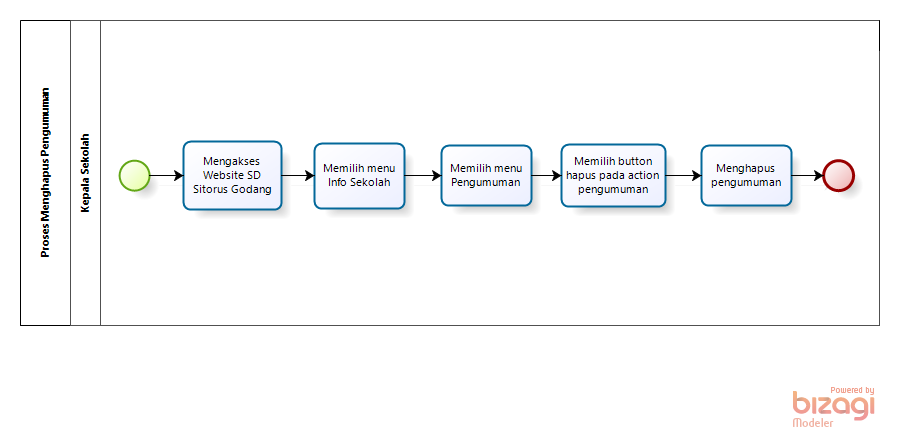 Proses Menghapus Pengumuman
Kepala Sekolah
Mengakses
Website SD
Sitorus Godang
Memilih menu
Info Sekolah
Memilih menu
Pengumuman
Memilih button
hapus pada action
pengumuman
Menghapus
pengumuman
Powered by
bizagi
Modeler